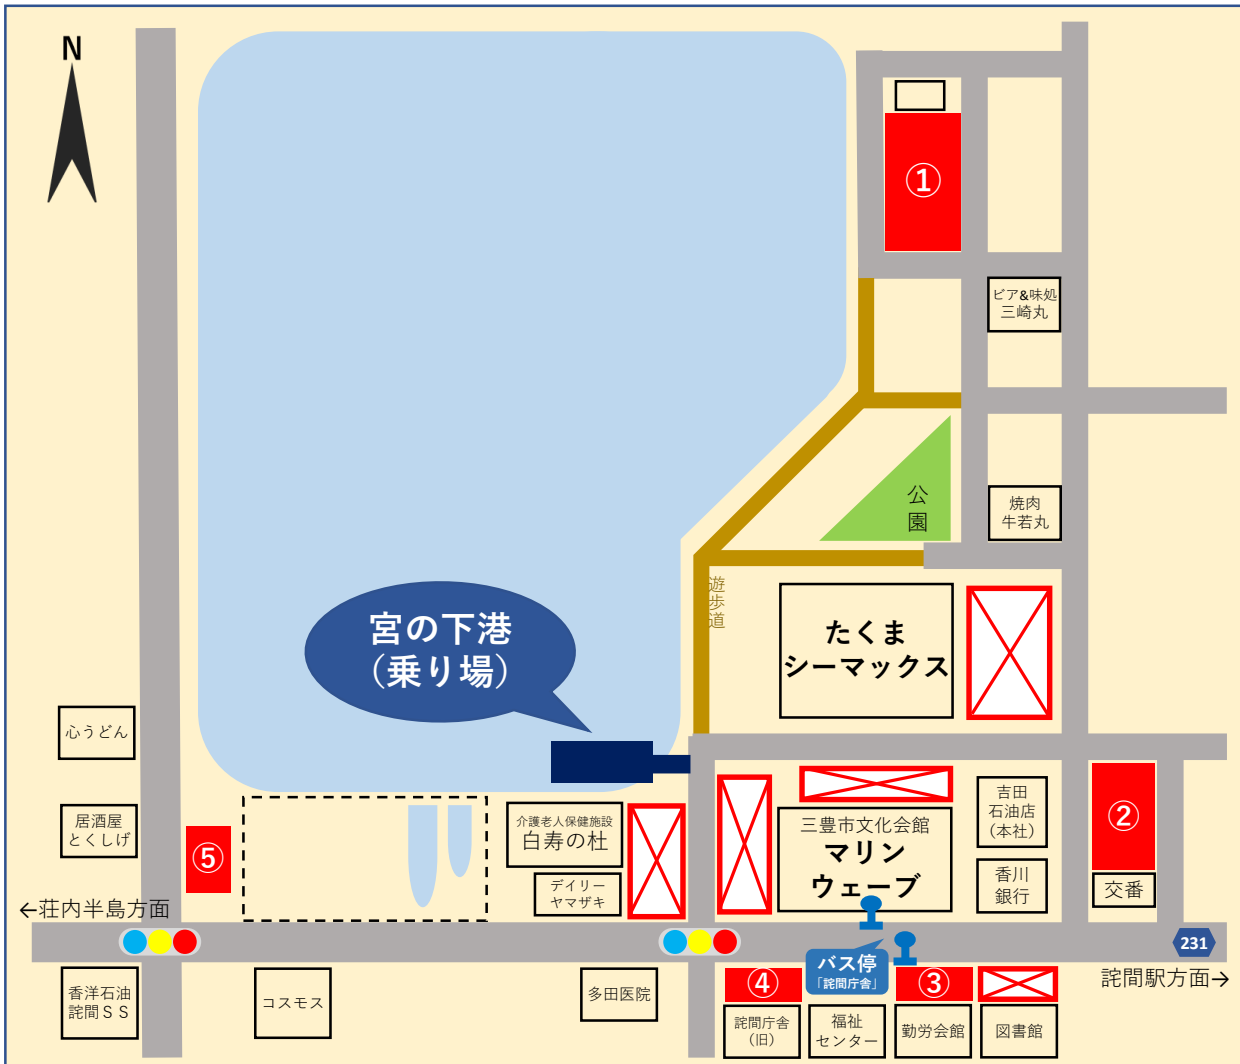 N
①
ビア&味処
三崎丸
公
園
焼肉
牛若丸
遊
歩
道
たくま
シーマックス
宮の下港
(乗り場)
心うどん
居酒屋
とくしげ
⑤
介護老人保健施設
白寿の杜
デイリー
ヤマザキ
三豊市文化会館
マリン
ウェーブ
吉田
石油店
(本社)
香川
銀行
②
交番
←荘内半島方面
231
バス停
「詫間庁舎」
詫間駅方面→
香洋石油
詫間ＳＳ
コスモス
多田医院
④
詫間庁舎
(旧)
福祉
センター
③
勤労会館
図書館